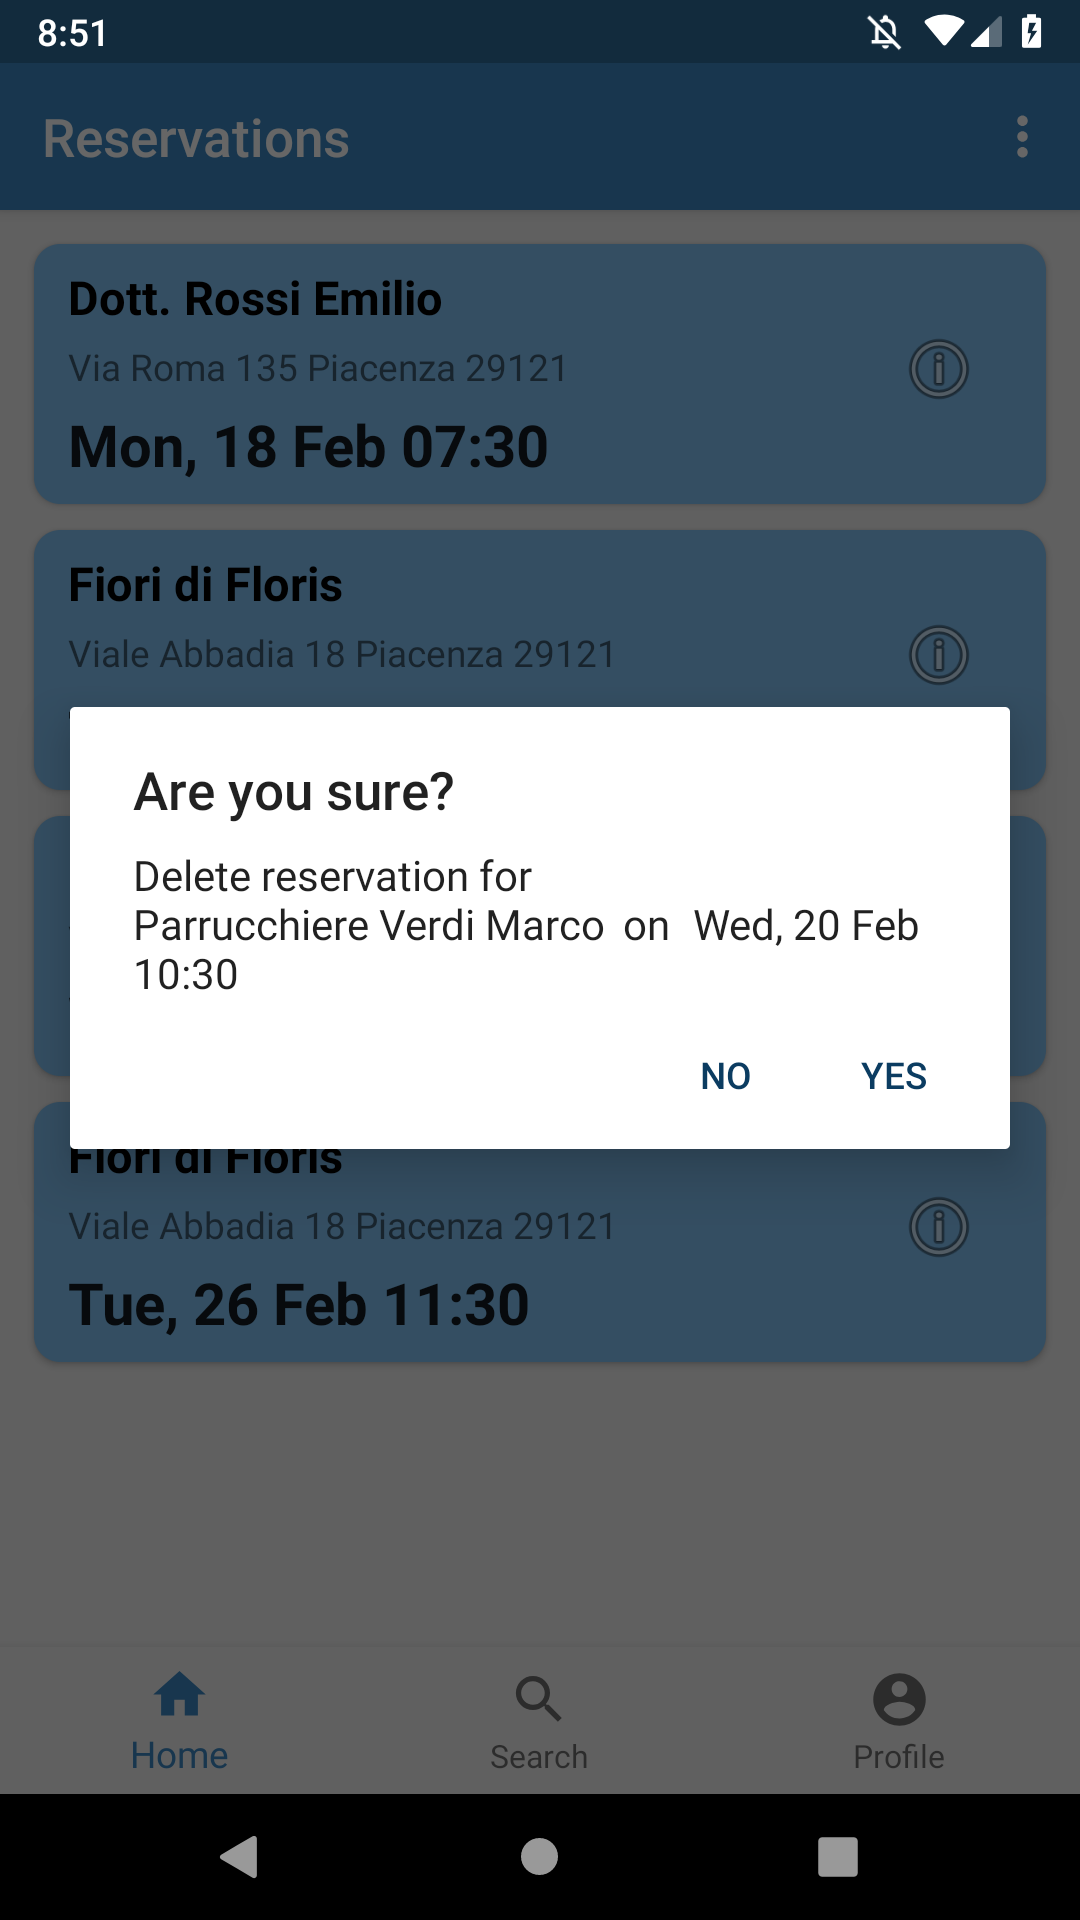 8:51
Reservations
Dott. Rossi Emilio
Via Roma 135 Piacenza 29121
Mon, 18 Feb 07:30
Fiori di Floris
Viale Abbadia 18 Piacenza 29121
Are you sure?
Delete reservation for
Parrucchiere Verdi Marco on Wed, 20 Feb
10:30
NO YES
Fiori di Floris
Viale Abbadia 18 Piacenza 29121
Tue, 26 Feb 11:30
Home Search Profile